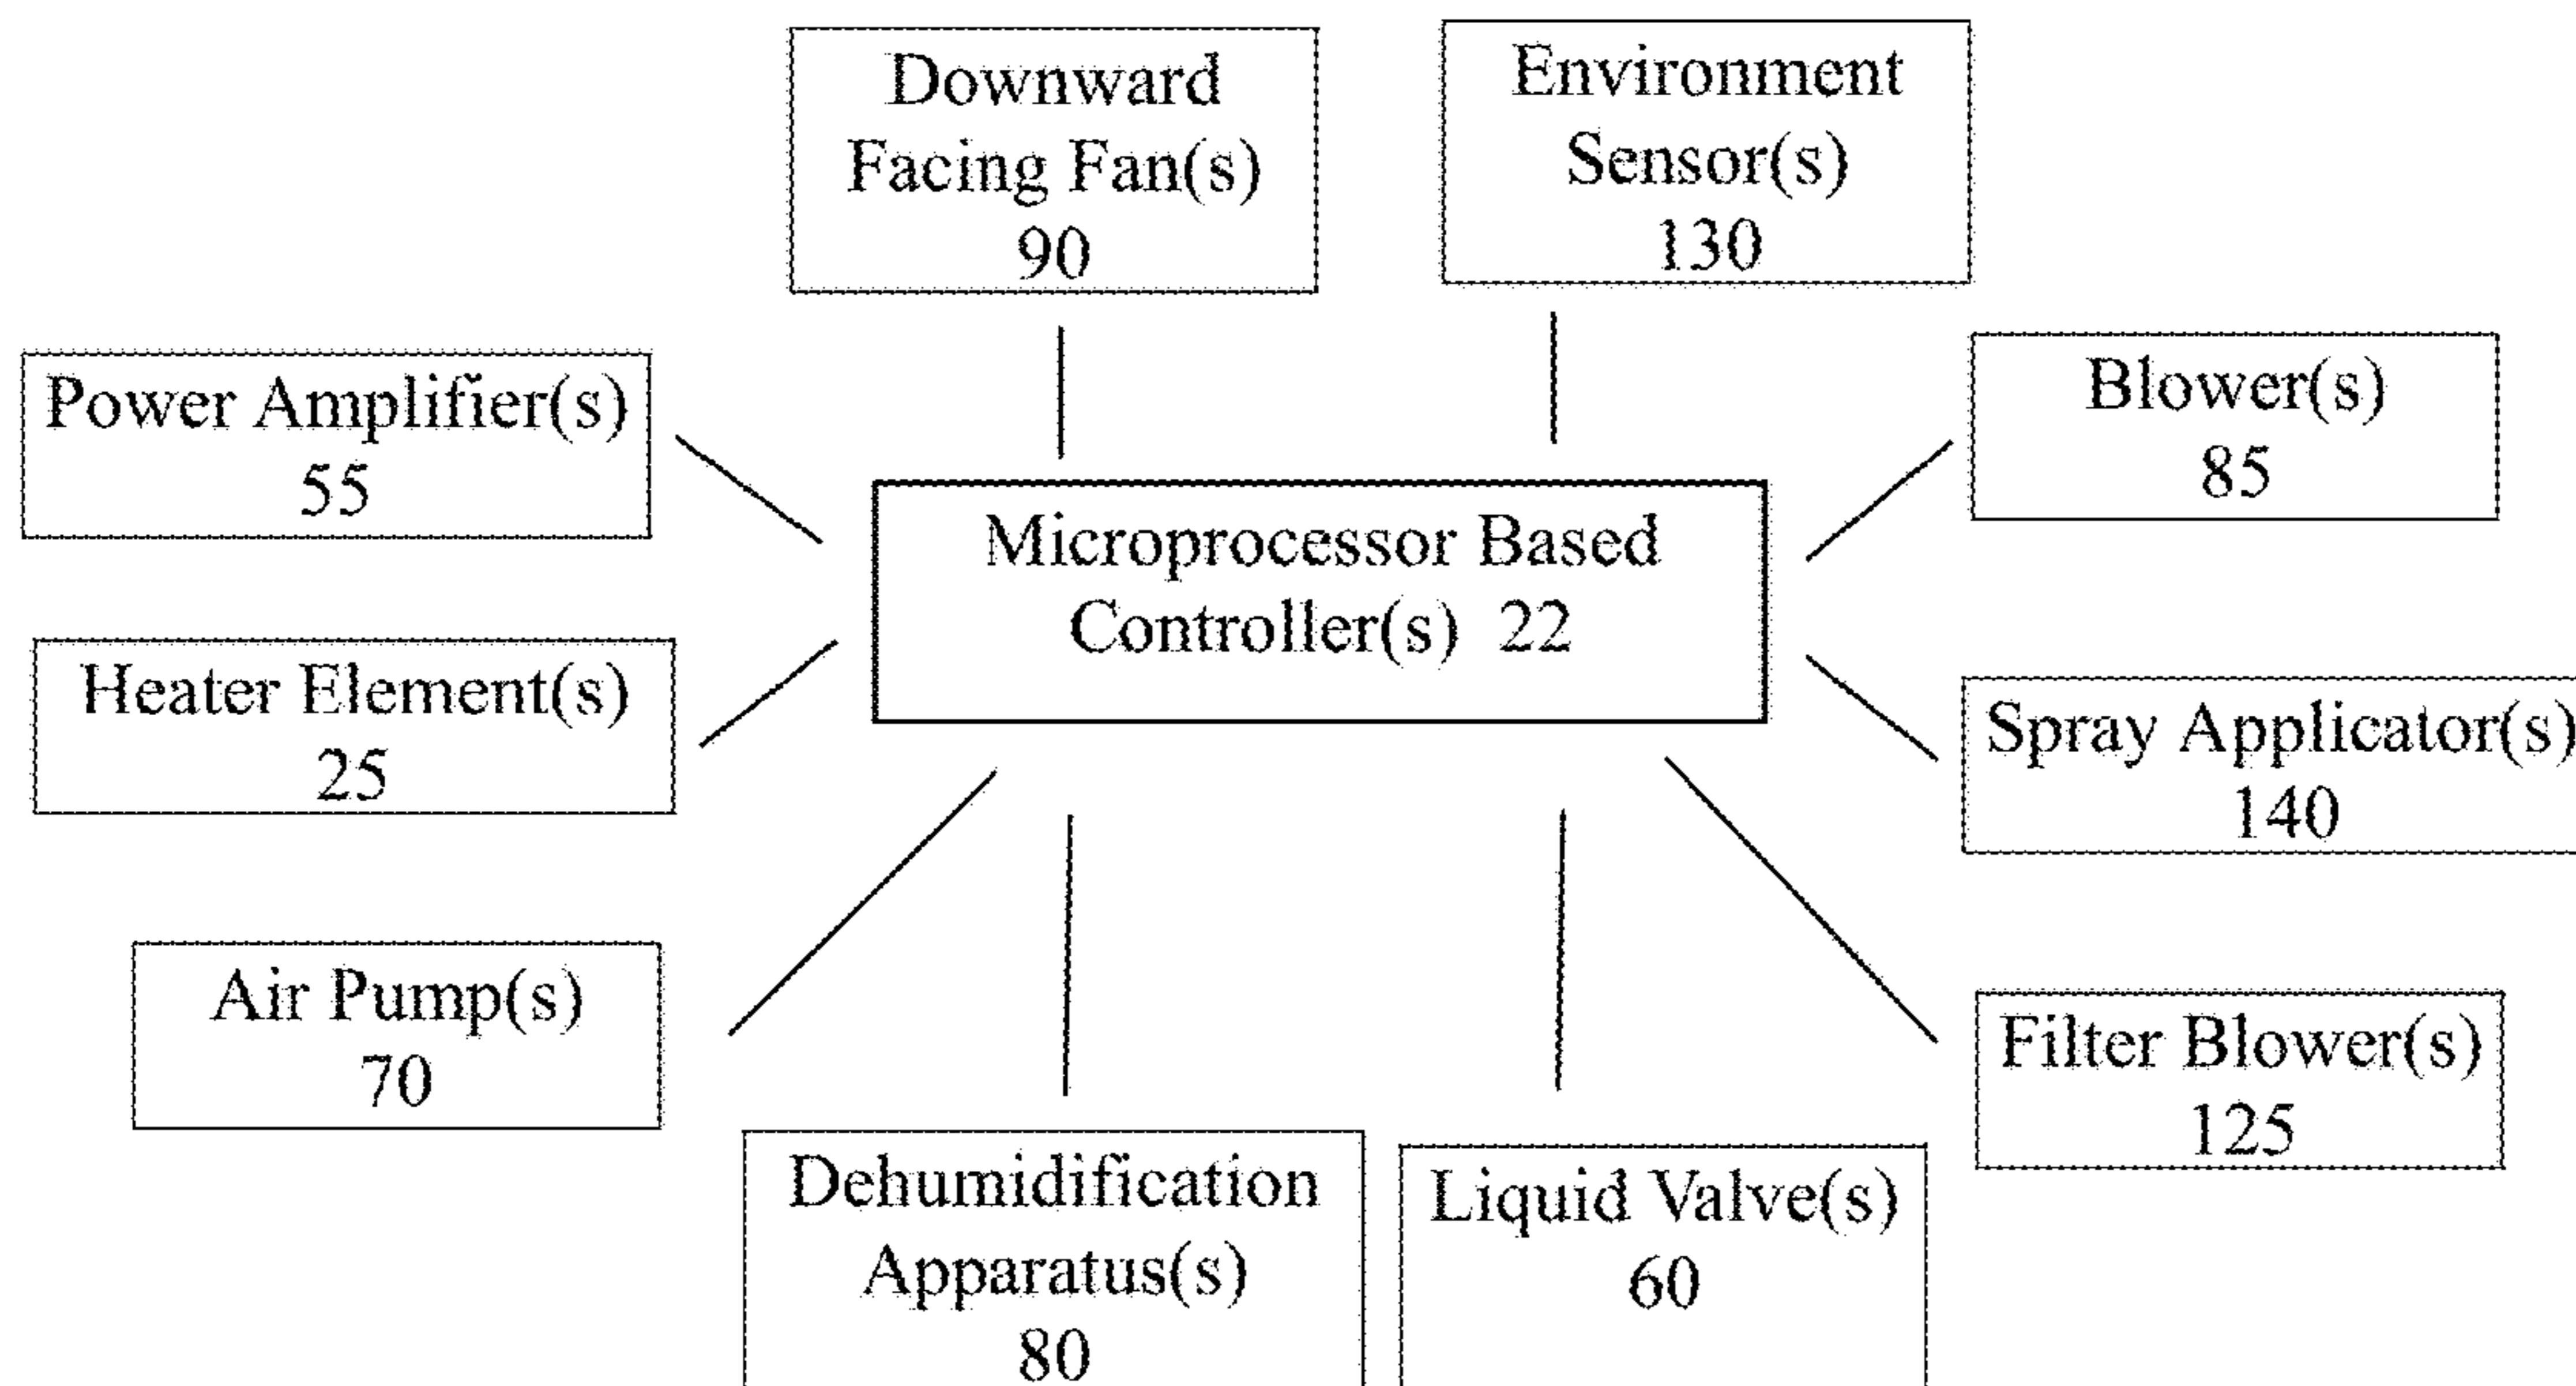 Downward
Facing Fan(s)
90
Environment
Sensor(s)
130
Power Amplifier(s)
55
Blower(s)
85
Microprocessor Based
Controller(s) 22
Heater Element(s)
25
Spray Applicator(s)
140
Air Pump(s)
70
Filter Blower(s)
125
Dehumidification
Apparatus(s)
80
Liquid Valve(s)
60